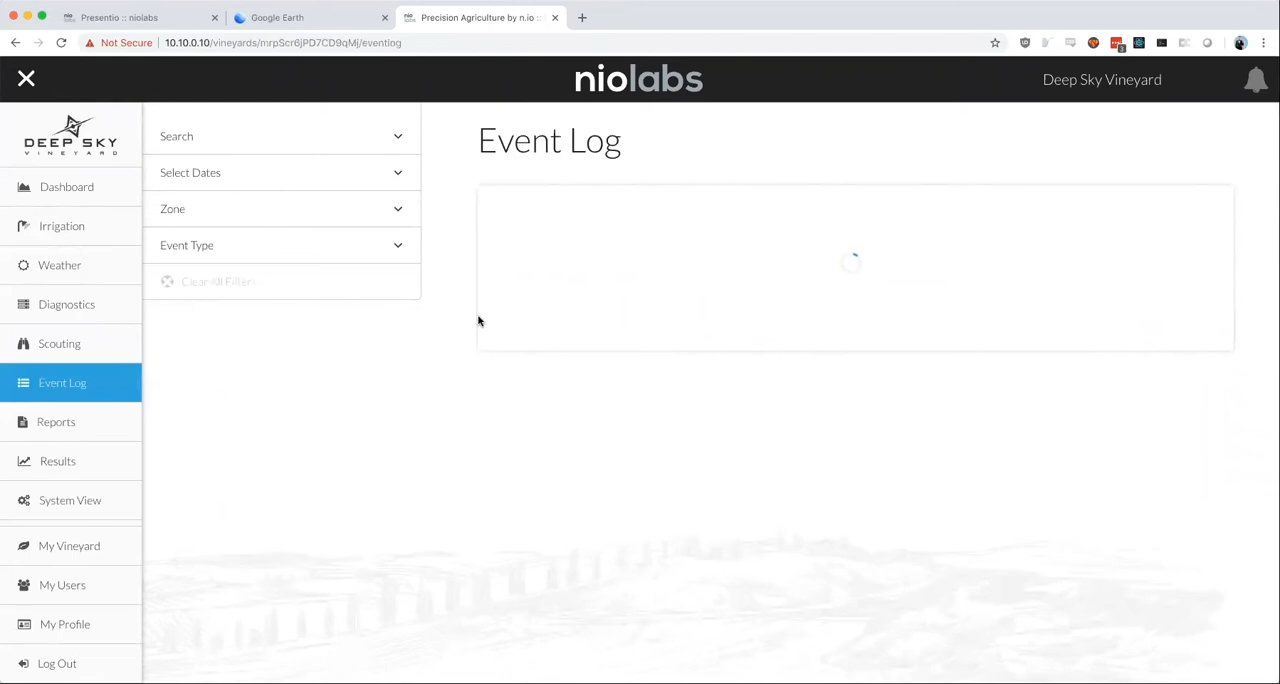 Presentio :: niolabs
Google Earth
Precision Agriculture by n.io ::
Not Secure
10.10.0.10/vineyards/mrpScr6jPD7CD9qMj/eventlog
3
niolabs
Deep Sky Vineyard
DEEP SKY
VINEYARD
Dashboard
Irrigation
Weather
Diagnostics
Scouting
Event Log
Reports
Results
System View
My Vineyard
My Users
My Profile
Log Out
Search
Select Dates
Zone
Event Type
Clear All Filters
Event Log